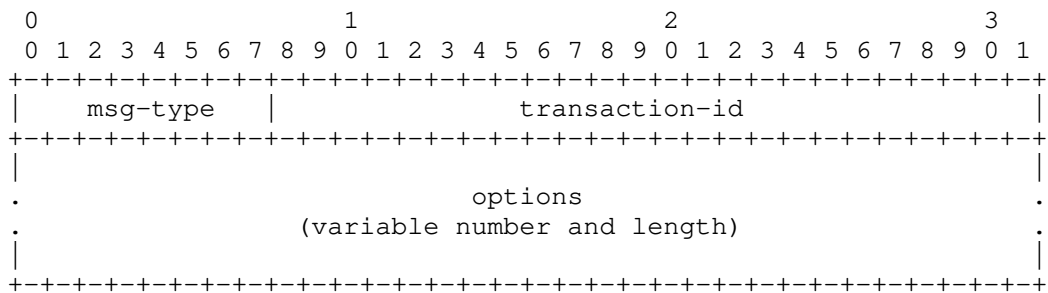 0                   1                   2                   3
 0 1 2 3 4 5 6 7 8 9 0 1 2 3 4 5 6 7 8 9 0 1 2 3 4 5 6 7 8 9 0 1
+-+-+-+-+-+-+-+-+-+-+-+-+-+-+-+-+-+-+-+-+-+-+-+-+-+-+-+-+-+-+-+-+
|    msg-type   |               transaction-id                  |
+-+-+-+-+-+-+-+-+-+-+-+-+-+-+-+-+-+-+-+-+-+-+-+-+-+-+-+-+-+-+-+-+
|                                                               |
.                            options                            .
.                 (variable number and length)                  .
|                                                               |
+-+-+-+-+-+-+-+-+-+-+-+-+-+-+-+-+-+-+-+-+-+-+-+-+-+-+-+-+-+-+-+-+